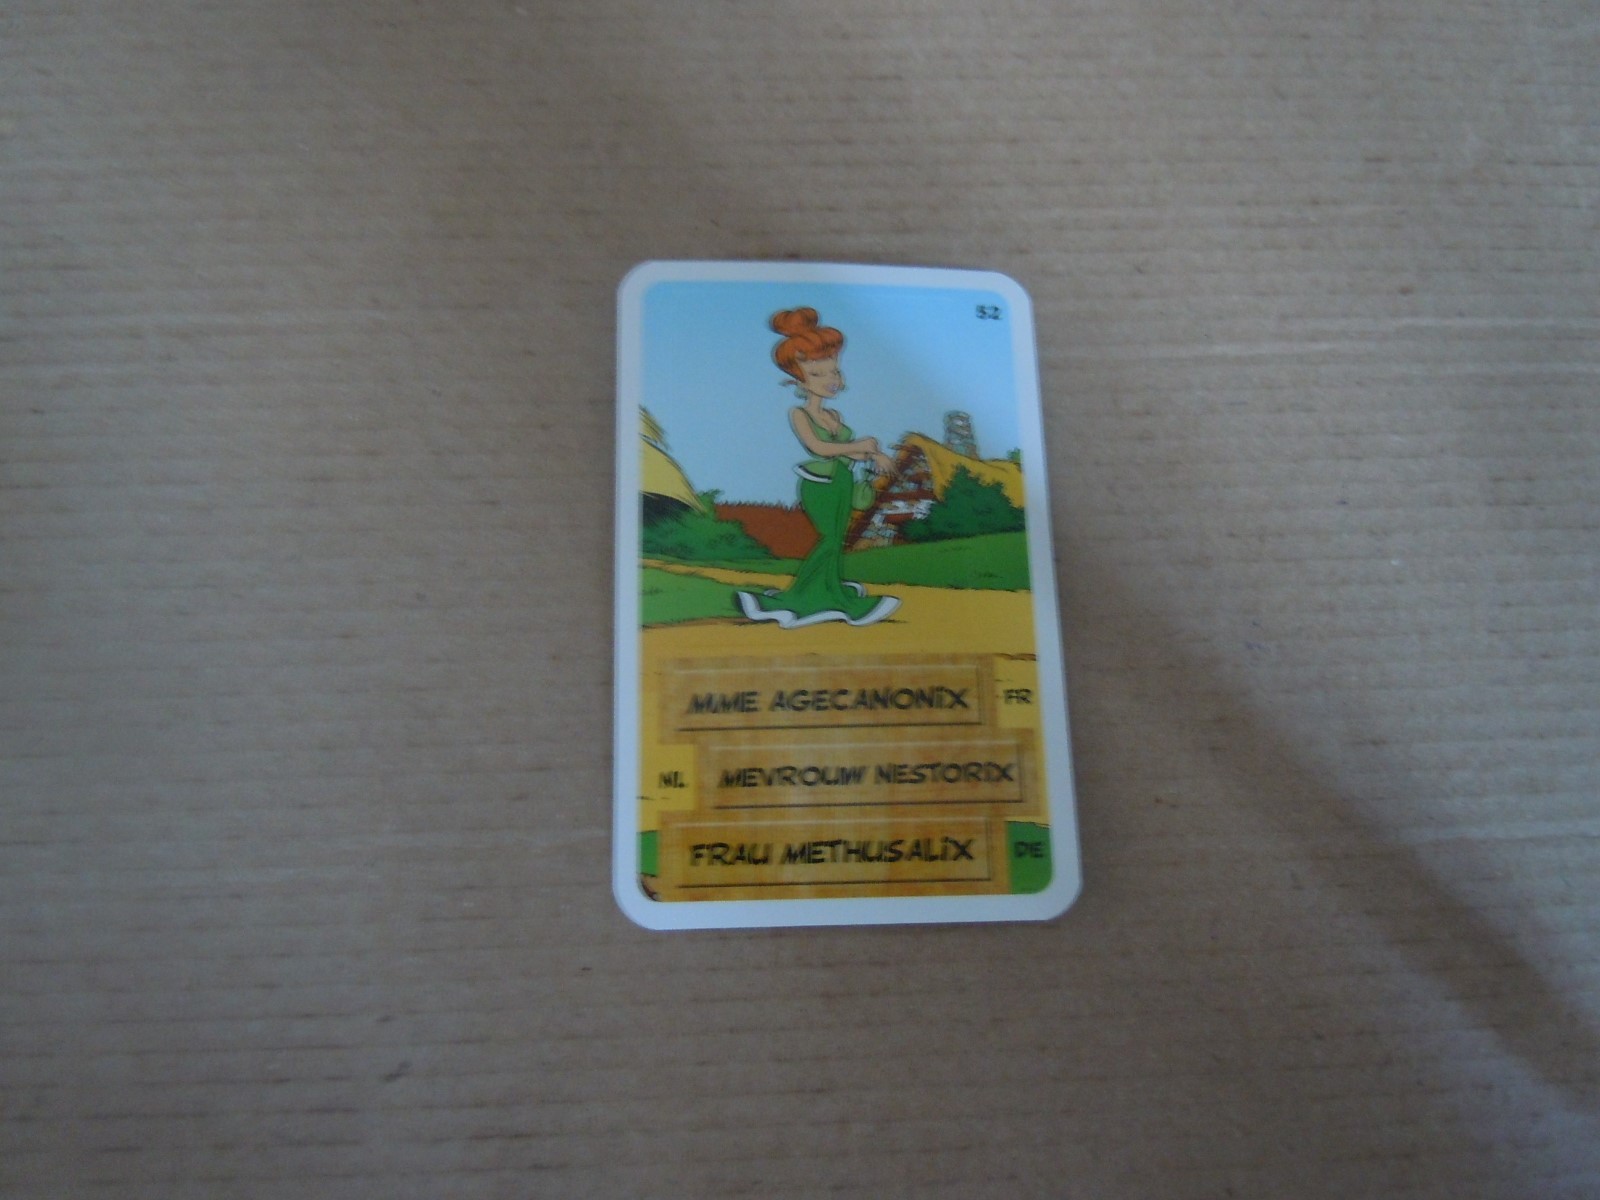 52
MME AGECANONIX FR
NL MEVROUW NESTORIX
FRAU METHUSALIX DE